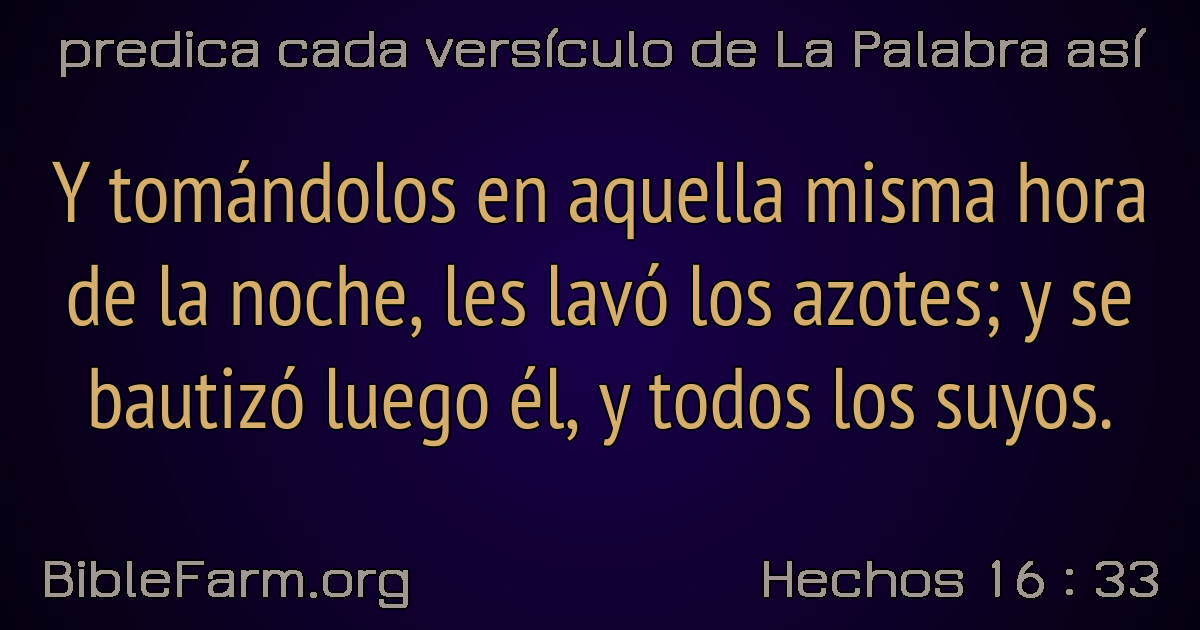 predica cada versículo de La Palabra así
Y tomándolos en aquella misma hora
de la noche, les lavó los azotes; y se
bautizó luego él, y todos los suyos.
BibleFarm.org
Hechos 16 : 33